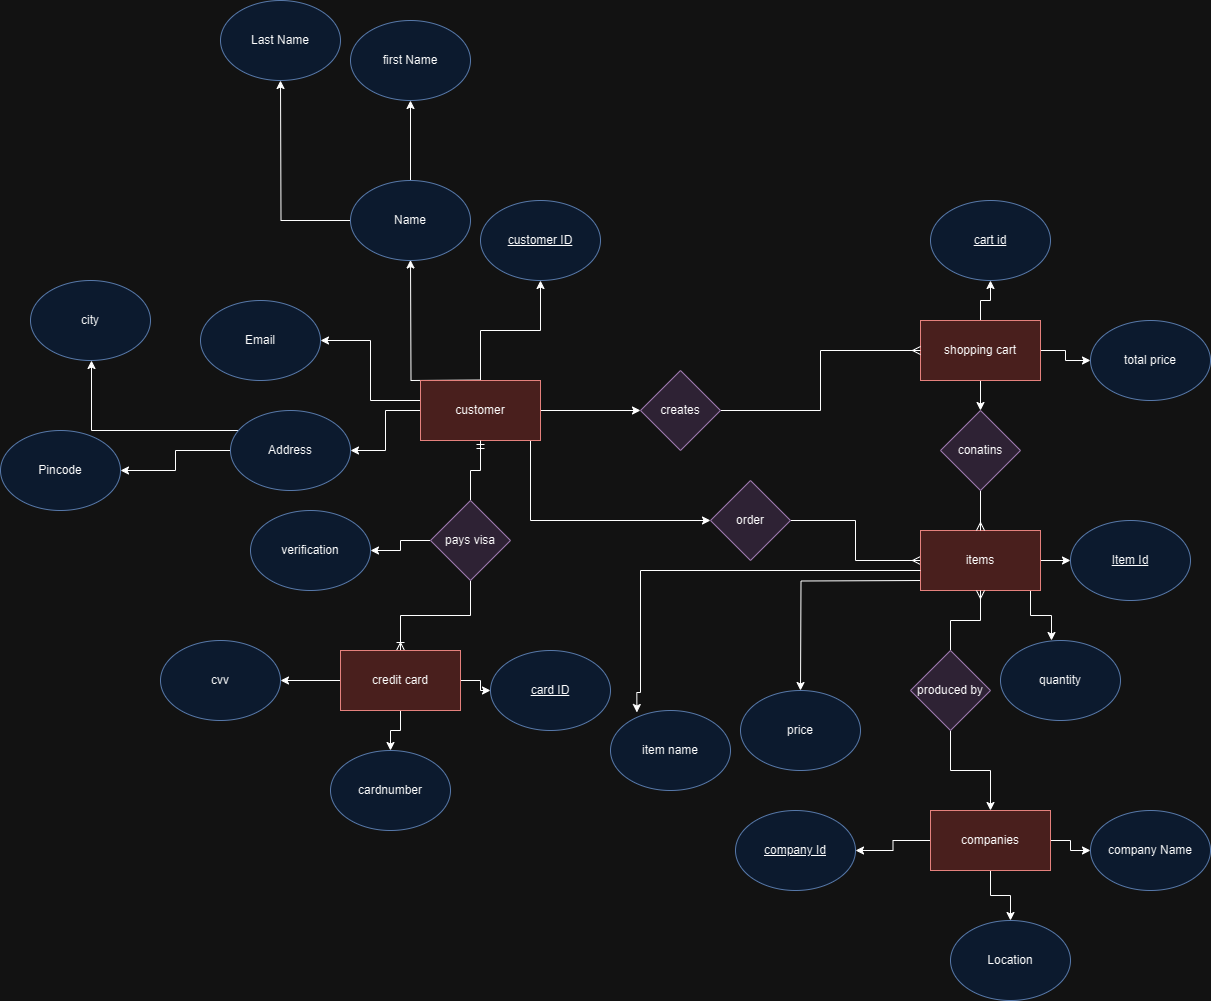 Last Name
first Name
Name
customer ID
cart id
city
Email
shopping cart
total price
customer
creates
Address
Pincode
conatins
order
verification
pays visa
items
Item Id
cvv
credit card
card ID
produced by
quantity
item name
price
cardnumber
companies
company Id
company Name
Location